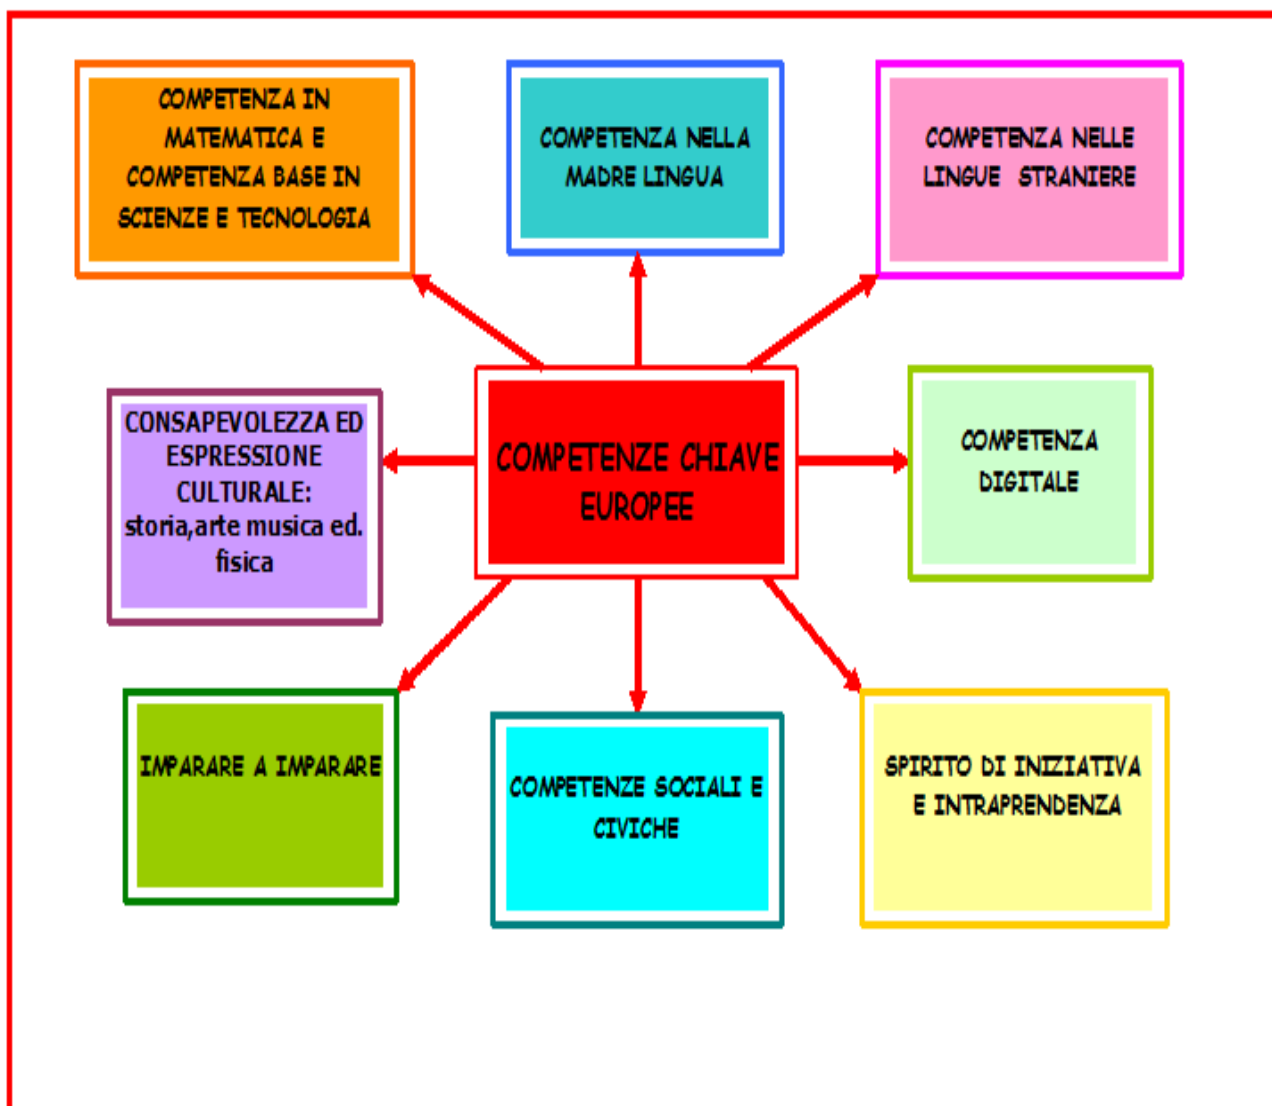 COMPETENZA IN
MATEMATICA E
COMPETENZA BASE IN
SCIENZE E TECNOLOGIA
COMPETENZA NELLA
MADRE LINGUA
COMPETENZA NELLE
LINGUE STRANIERE
CONSAPEVOLEZZA ED
ESPRESSIONE
CULTURALE:
storia,arte musica ed.
fisica
COMPETENZE CHIAVE
EUROPEE
COMPETENZA
DIGITALE
IMPARARE A IMPARARE
COMPETENZE SOCIALI E
CIVICHE
SPIRITO DI INIZIATIVA
E INTRAPRENDENZA